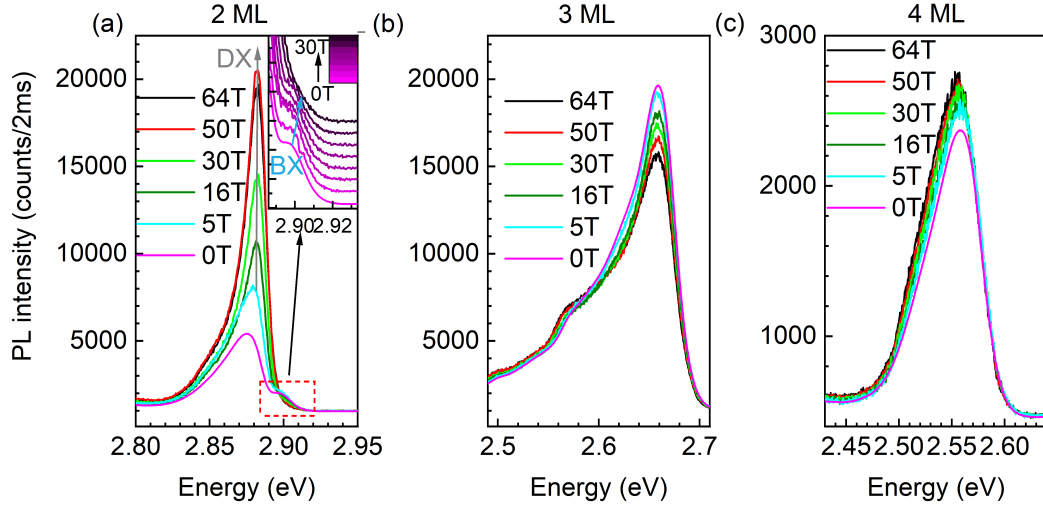 (a)
2 ML
PL intensity (counts/2ms)
20000
15000
10000
5000
64T
50T
30T
16T
5T
0T
DX
30T
0T
BX
2.90
2.92
2.80
2.85
2.90
2.95
Energy (eV)
(b)
3 ML
20000
15000
10000
5000
64T
50T
30T
16T
5T
0T
2.5
2.6
2.7
Energy (eV)
(c)
4 ML
3000
2000
1000
64T
50T
30T
16T
5T
0T
2.45
2.50
2.55
2.60
Energy (eV)